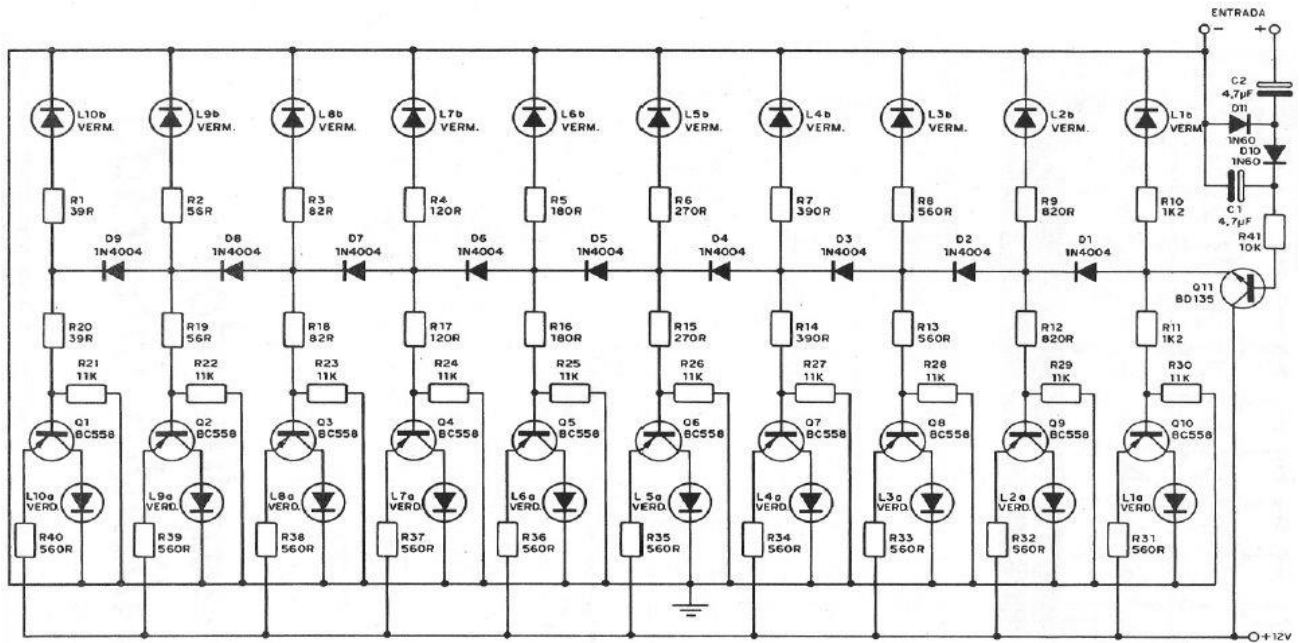 ENTRADA
- +
C2
4,7µF
D11
1N60
D10
1N60
C1
4,7µF
R41
10K
Q11
BD135
L10b
VERM.
L9b
VERM.
L8b
VERM.
L7b
VERM.
L6b
VERM.
L5b
VERM.
L4b
VERM.
L3b
VERM.
L2b
VERM.
L1b
VERM.
R1
39R
R2
56R
R3
82R
R4
120R
R5
180R
R6
270R
R7
390R
R8
560R
R9
820R
R10
1K2
D9
1N4004
D8
1N4004
D7
1N4004
D6
1N4004
D5
1N4004
D4
1N4004
D3
1N4004
D2
1N4004
D1
1N4004
R20
39R
R19
56R
R18
82R
R17
120R
R16
180R
R15
270R
R14
390R
R13
560R
R12
820R
R11
1K2
R21
11K
R22
11K
R23
11K
R24
11K
R25
11K
R26
11K
R27
11K
R28
11K
R29
11K
R30
11K
Q1
BC558
Q2
BC558
Q3
BC558
Q4
BC558
Q5
BC558
Q6
BC558
Q7
BC558
Q8
BC558
Q9
BC558
Q10
BC558
L10a
VERD.
L9a
VERD.
L8a
VERD.
L7a
VERD.
L6a
VERD.
L5a
VERD.
L4a
VERD.
L3a
VERD.
L2a
VERD.
L1a
VERD.
R40
560R
R39
560R
R38
560R
R37
560R
R36
560R
R35
560R
R34
560R
R33
560R
R32
560R
R31
560R
+12V